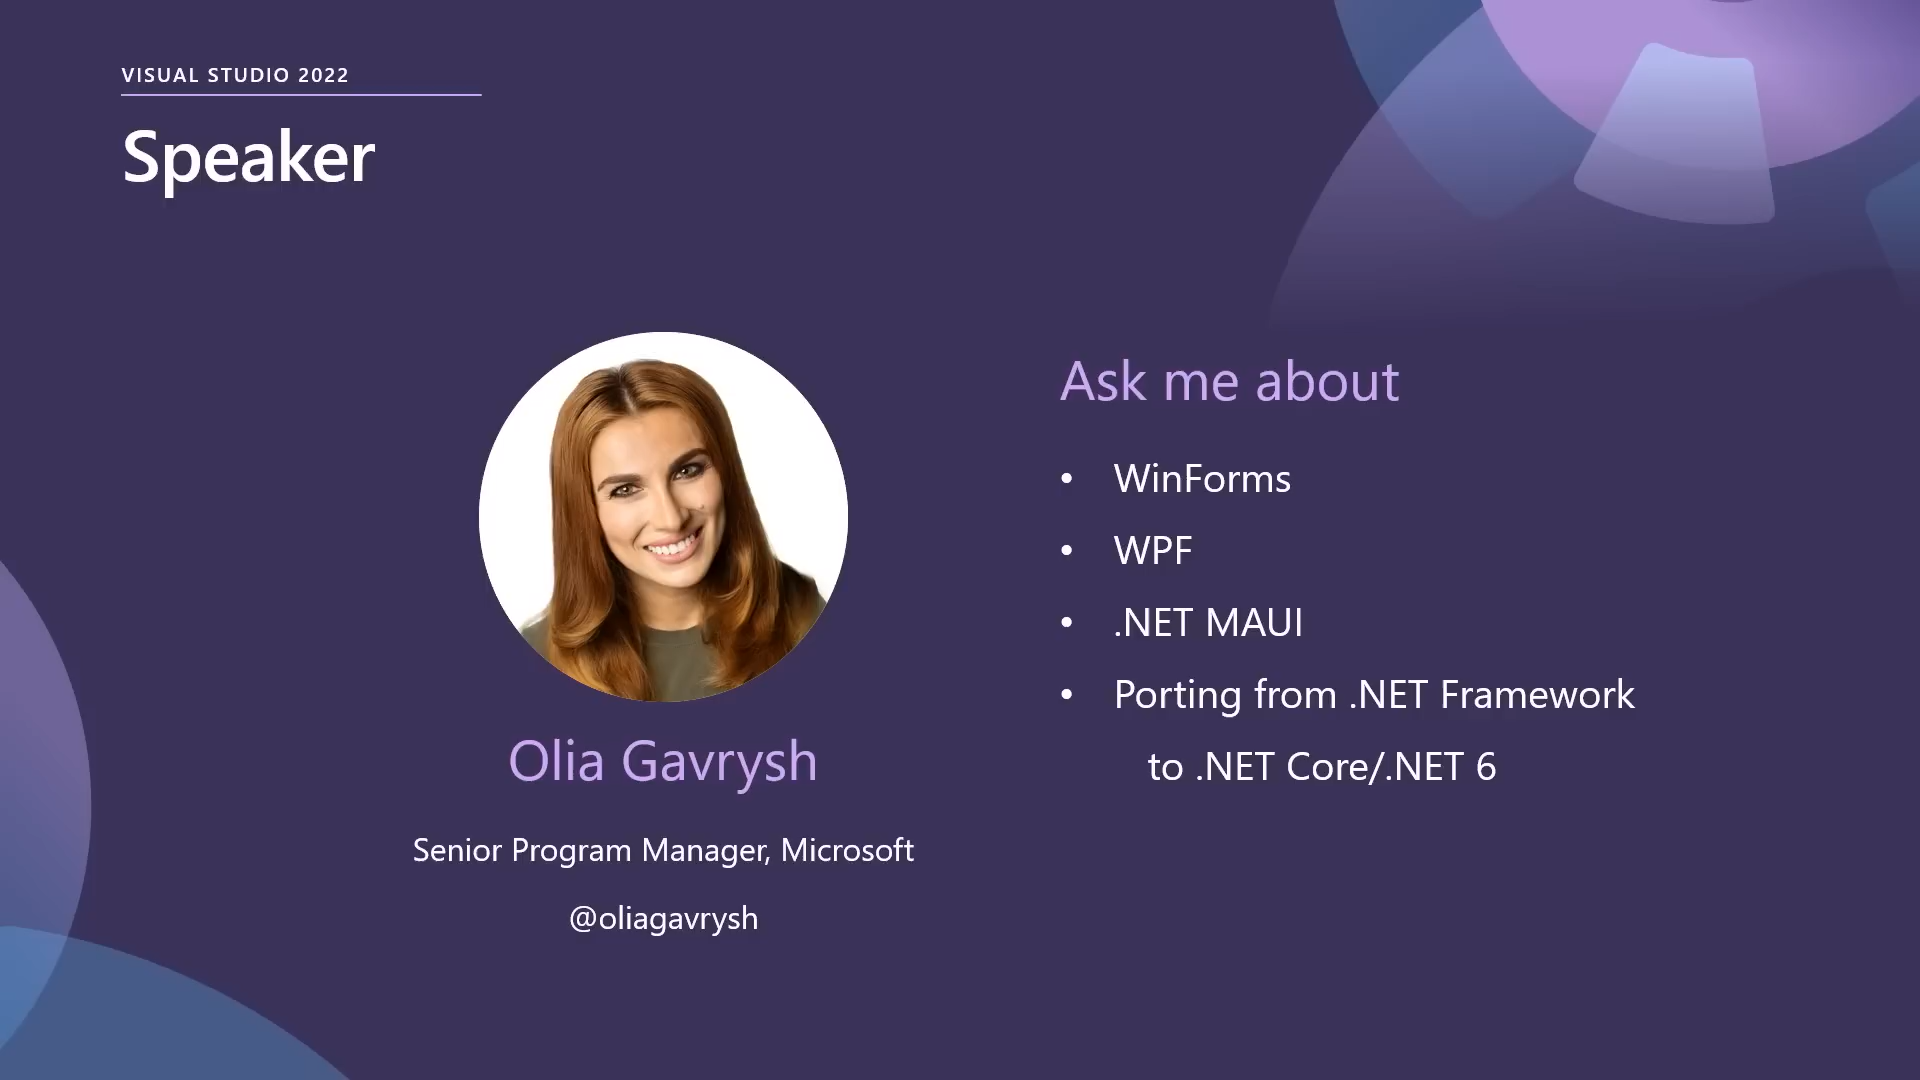 VISUAL STUDIO 2022
Speaker
Olia Gavrysh
Senior Program Manager, Microsoft
@oliagavrysh
Ask me about
• WinForms
• WPF
• .NET MAUI
• Porting from .NET Framework
to .NET Core/.NET 6